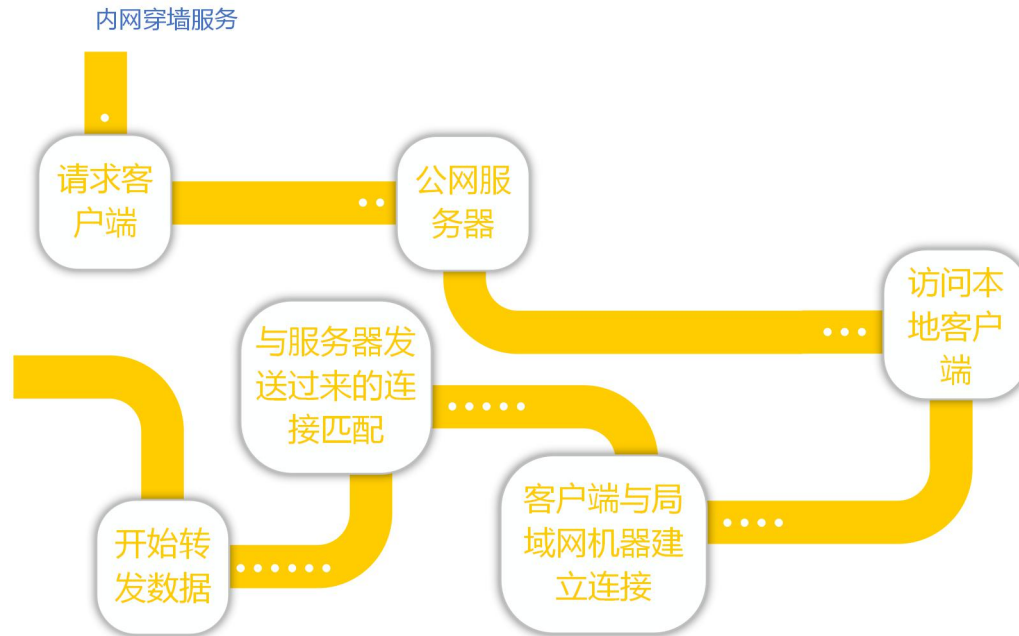 内网穿墙服务
请求客
户端
公网服
务器
访问本
地客户
端
客户端与局
域网机器建
立连接
与服务器发
送过来的连
接匹配
开始转
发数据